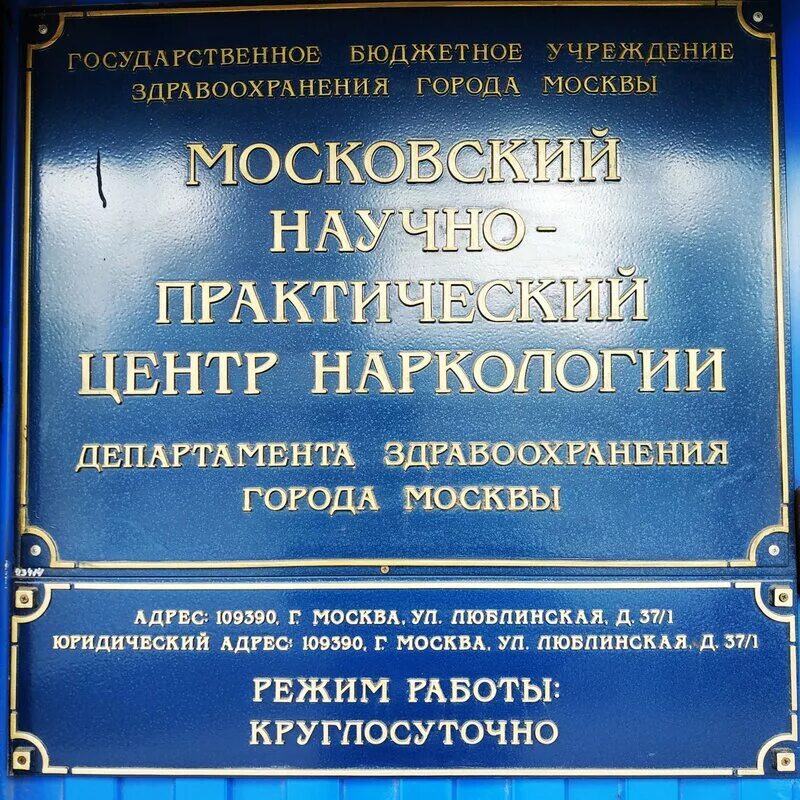 ГОСУДАРСТВЕННОЕ БЮДЖЕТНОЕ УЧРЕЖДЕНИЕ
ЗДРАВООХРАНЕНИЯ ГОРОДА МОСКВЫ
МОСКОВСКИЙ
НАУЧНО-
ПРАКТИЧЕСКИЙ
ЦЕНТР НАРКОЛОГИИ
ДЕПАРТАМЕНТА ЗДРАВООХРАНЕНИЯ
ГОРОДА МОСКВЫ
АДРЕС: 109390, Г. МОСКВА, УЛ. ЛЮБЛИНСКАЯ, Д. 37/1
ЮРИДИЧЕСКИЙ АДРЕС: 109390, Г. МОСКВА, УЛ. ЛЮБЛИНСКАЯ, Д. 37/1
РЕЖИМ РАБОТЫ:
КРУГЛОСУТОЧНО